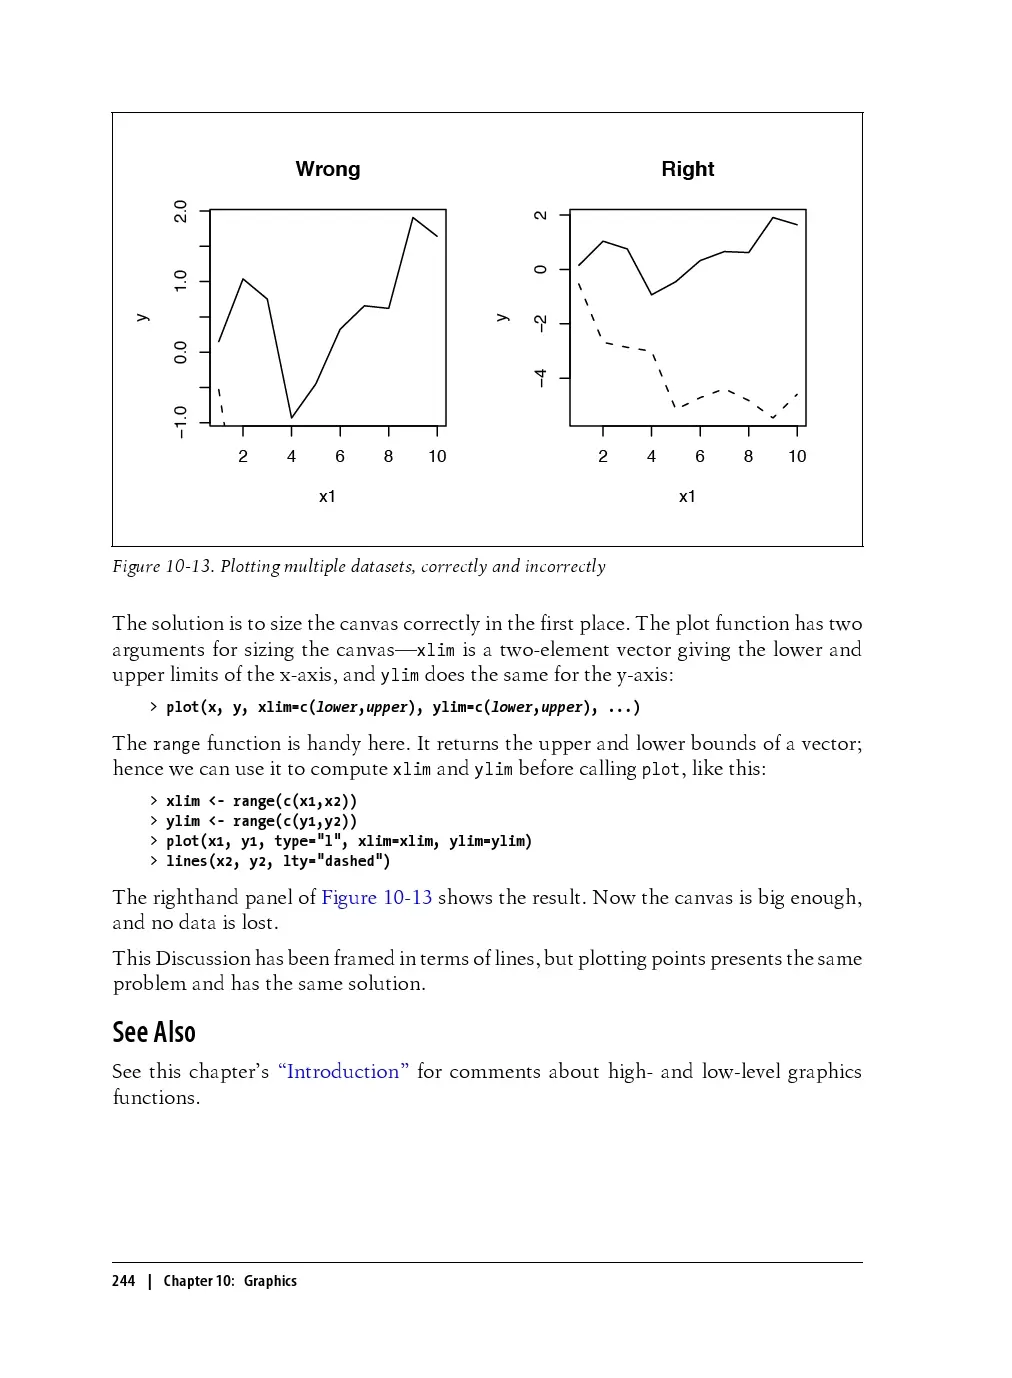 Wrong
Right
2.0
1.0
0.0
−1.0
y
2 4 6 8 10
x1
2
0
−2
−4
y
2 4 6 8 10
x1
Figure 10-13. Plotting multiple datasets, correctly and incorrectly
The solution is to size the canvas correctly in the first place. The plot function has two
arguments for sizing the canvas—xlim is a two-element vector giving the lower and
upper limits of the x-axis, and ylim does the same for the y-axis:
> plot(x, y, xlim=c(lower,upper), ylim=c(lower,upper), ...)
The range function is handy here. It returns the upper and lower bounds of a vector;
hence we can use it to compute xlim and ylim before calling plot, like this:
> xlim <- range(c(x1,x2))
> ylim <- range(c(y1,y2))
> plot(x1, y1, type="l", xlim=xlim, ylim=ylim)
> lines(x2, y2, lty="dashed")
The righthand panel of Figure 10-13 shows the result. Now the canvas is big enough,
and no data is lost.
This Discussion has been framed in terms of lines, but plotting points presents the same
problem and has the same solution.
See Also
See this chapter’s “Introduction” for comments about high- and low-level graphics
functions.
244 | Chapter 10: Graphics